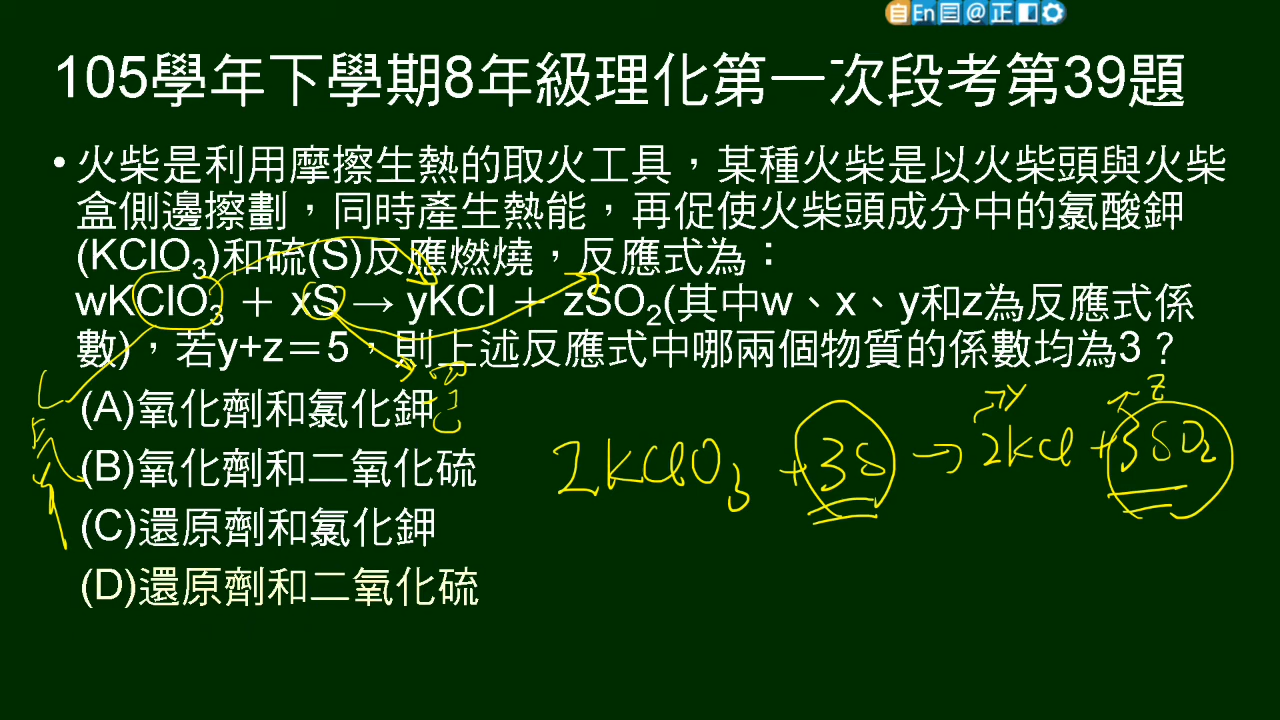 自En@正
105學年下學期8年級理化第一次段考第39題
•火柴是利用摩擦生熱的取火工具，某種火柴是以火柴頭與火柴
盒側邊擦劃，同時產生熱能，再促使火柴頭成分中的氯酸鉀
(KClO3)和硫(S)反應燃燒，反應式為：
wKClO3 ＋ xS → yKCl ＋ zSO2(其中w、x、y和z為反應式係
數)，若y+z＝5，則上述反應式中哪兩個物質的係數均為3？
(A)氧化劑和氯化鉀
(B)氧化劑和二氧化硫
(C)還原劑和氯化鉀
(D)還原劑和二氧化硫
y z
2KClO3 +3S → 2KCl +3SO2